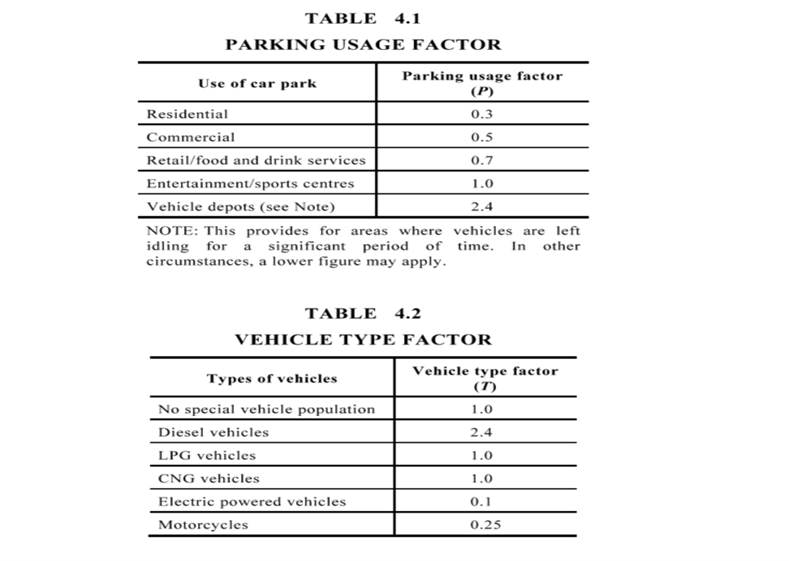 TABLE 4.1
PARKING USAGE FACTOR
Use of car park Parking usage factor
(P)
Residential 0.3
Commercial 0.5
Retail/food and drink services 0.7
Entertainment/sports centres 1.0
Vehicle depots (see Note) 2.4
NOTE: This provides for areas where vehicles are left
idling for a significant period of time. In other
circumstances, a lower figure may apply.
TABLE 4.2
VEHICLE TYPE FACTOR
Types of vehicles Vehicle type factor
(T)
No special vehicle population 1.0
Diesel vehicles 2.4
LPG vehicles 1.0
CNG vehicles 1.0
Electric powered vehicles 0.1
Motorcycles 0.25